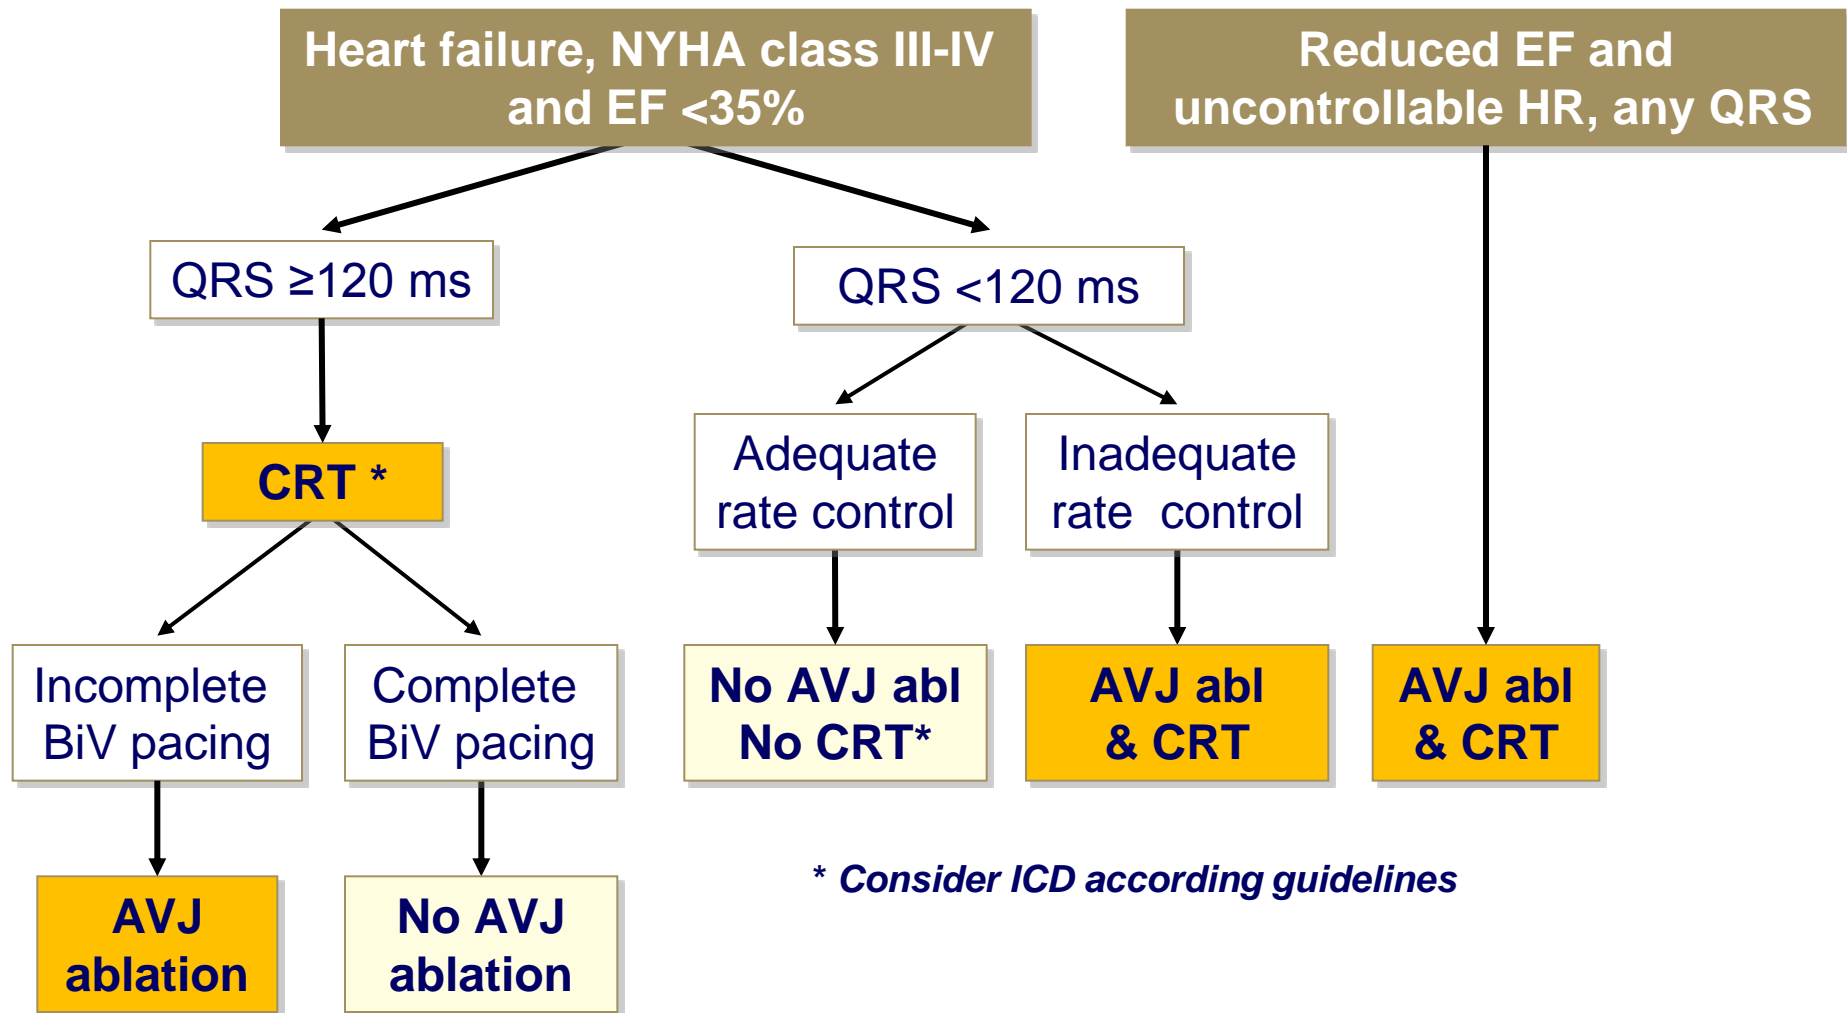 Heart failure, NYHA class III-IV
and EF <35%
Reduced EF and
uncontrollable HR, any QRS
QRS ≥120 ms
QRS <120 ms
CRT *
Adequate
rate control
Inadequate
rate control
Incomplete
BiV pacing
Complete
BiV pacing
No AVJ abl
No CRT*
AVJ abl
& CRT
AVJ abl
& CRT
AVJ
ablation
No AVJ
ablation
* Consider ICD according guidelines